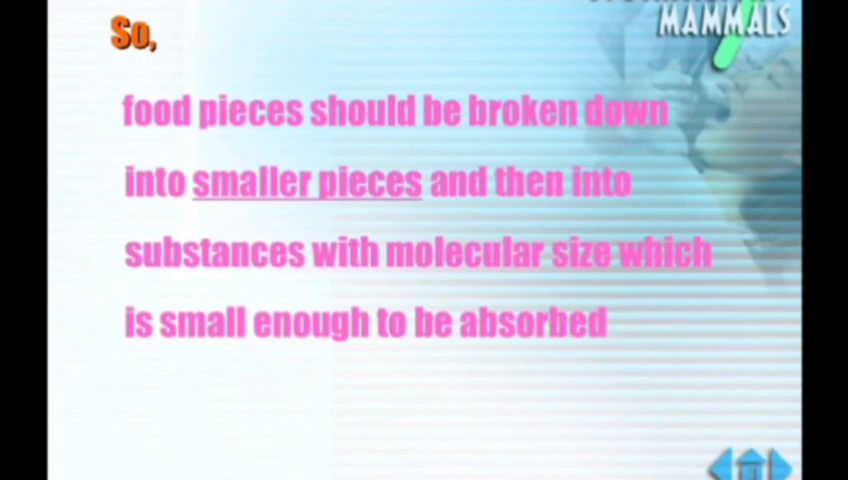 MAMMALS
So,
food pieces should be broken down
into smaller pieces and then into
substances with molecular size which
is small enough to be absorbed